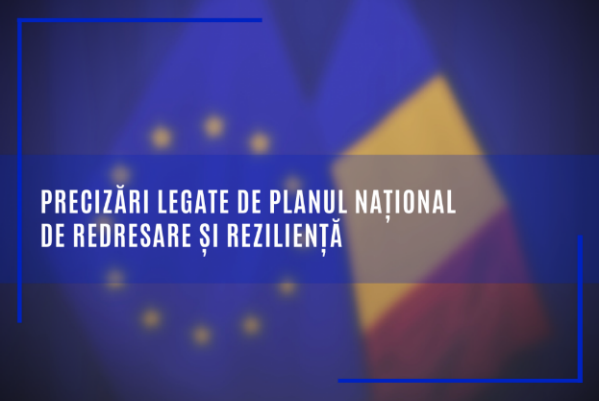 PRECIZĂRI LEGATE DE PLANUL NAȚIONAL
DE REDRESARE ȘI REZILIENȚĂ